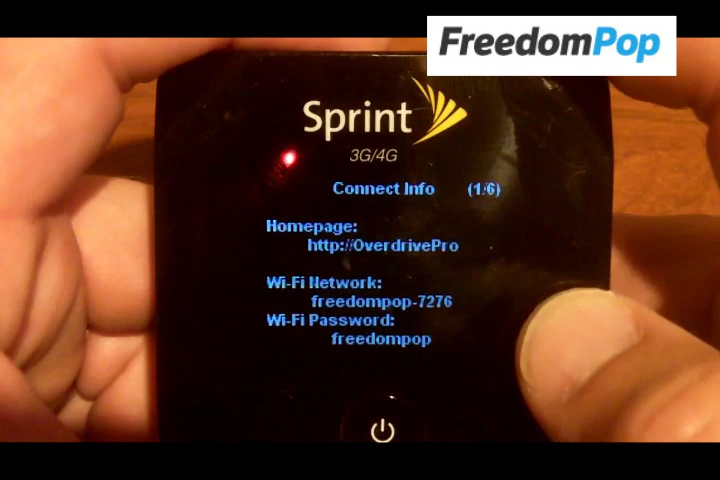 FreedomPop
Sprint
3G/4G
Connect Info (1/6)
Homepage:
http://OverdrivePro
Wi-Fi Network:
freedompop-7276
Wi-Fi Password:
freedompop